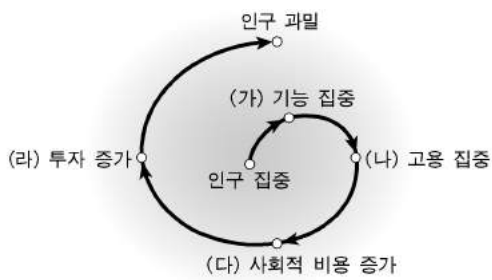 인구 과밀
(가) 기능 집중
(라) 투자 증가
(나) 고용 집중
인구 집중
(다) 사회적 비용 증가